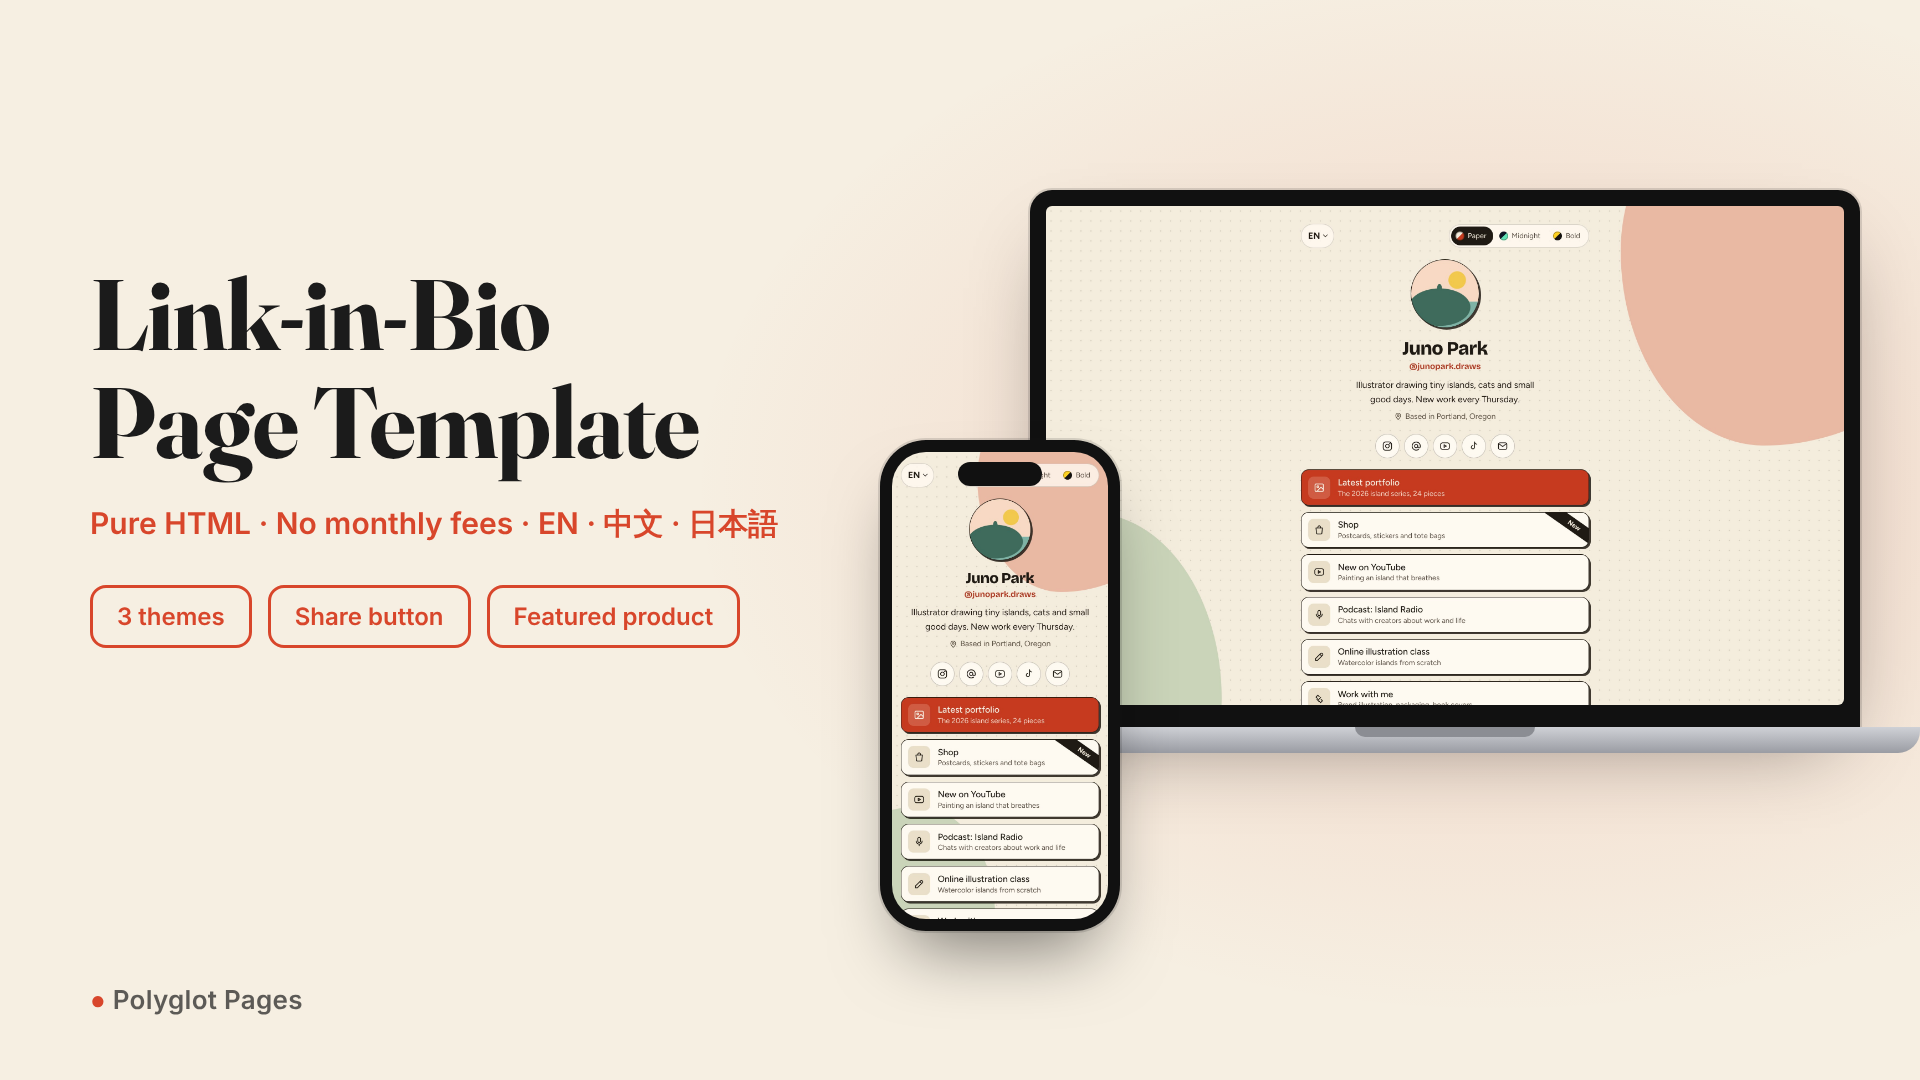 Link-in-Bio
Page Template
Pure HTML · No monthly fees · EN · 中文 · 日本語
3 themes
Share button
Featured product
Polyglot Pages
EN
Paper
Midnight
Bold
Juno Park
@junopark.draws
Illustrator drawing tiny islands, cats and small
good days. New work every Thursday.
Based in Portland, Oregon
Latest portfolio
The 2026 island series, 24 pieces
Shop
Postcards, stickers and tote bags
New
New on YouTube
Painting an island that breathes
Podcast: Island Radio
Chats with creators about work and life
Online illustration class
Watercolor islands from scratch
Work with me
EN
Bold
Juno Park
@junopark.draws
Illustrator drawing tiny islands, cats and small
good days. New work every Thursday.
Based in Portland, Oregon
Latest portfolio
The 2026 island series, 24 pieces
Shop
Postcards, stickers and tote bags
New
New on YouTube
Painting an island that breathes
Podcast: Island Radio
Chats with creators about work and life
Online illustration class
Watercolor islands from scratch